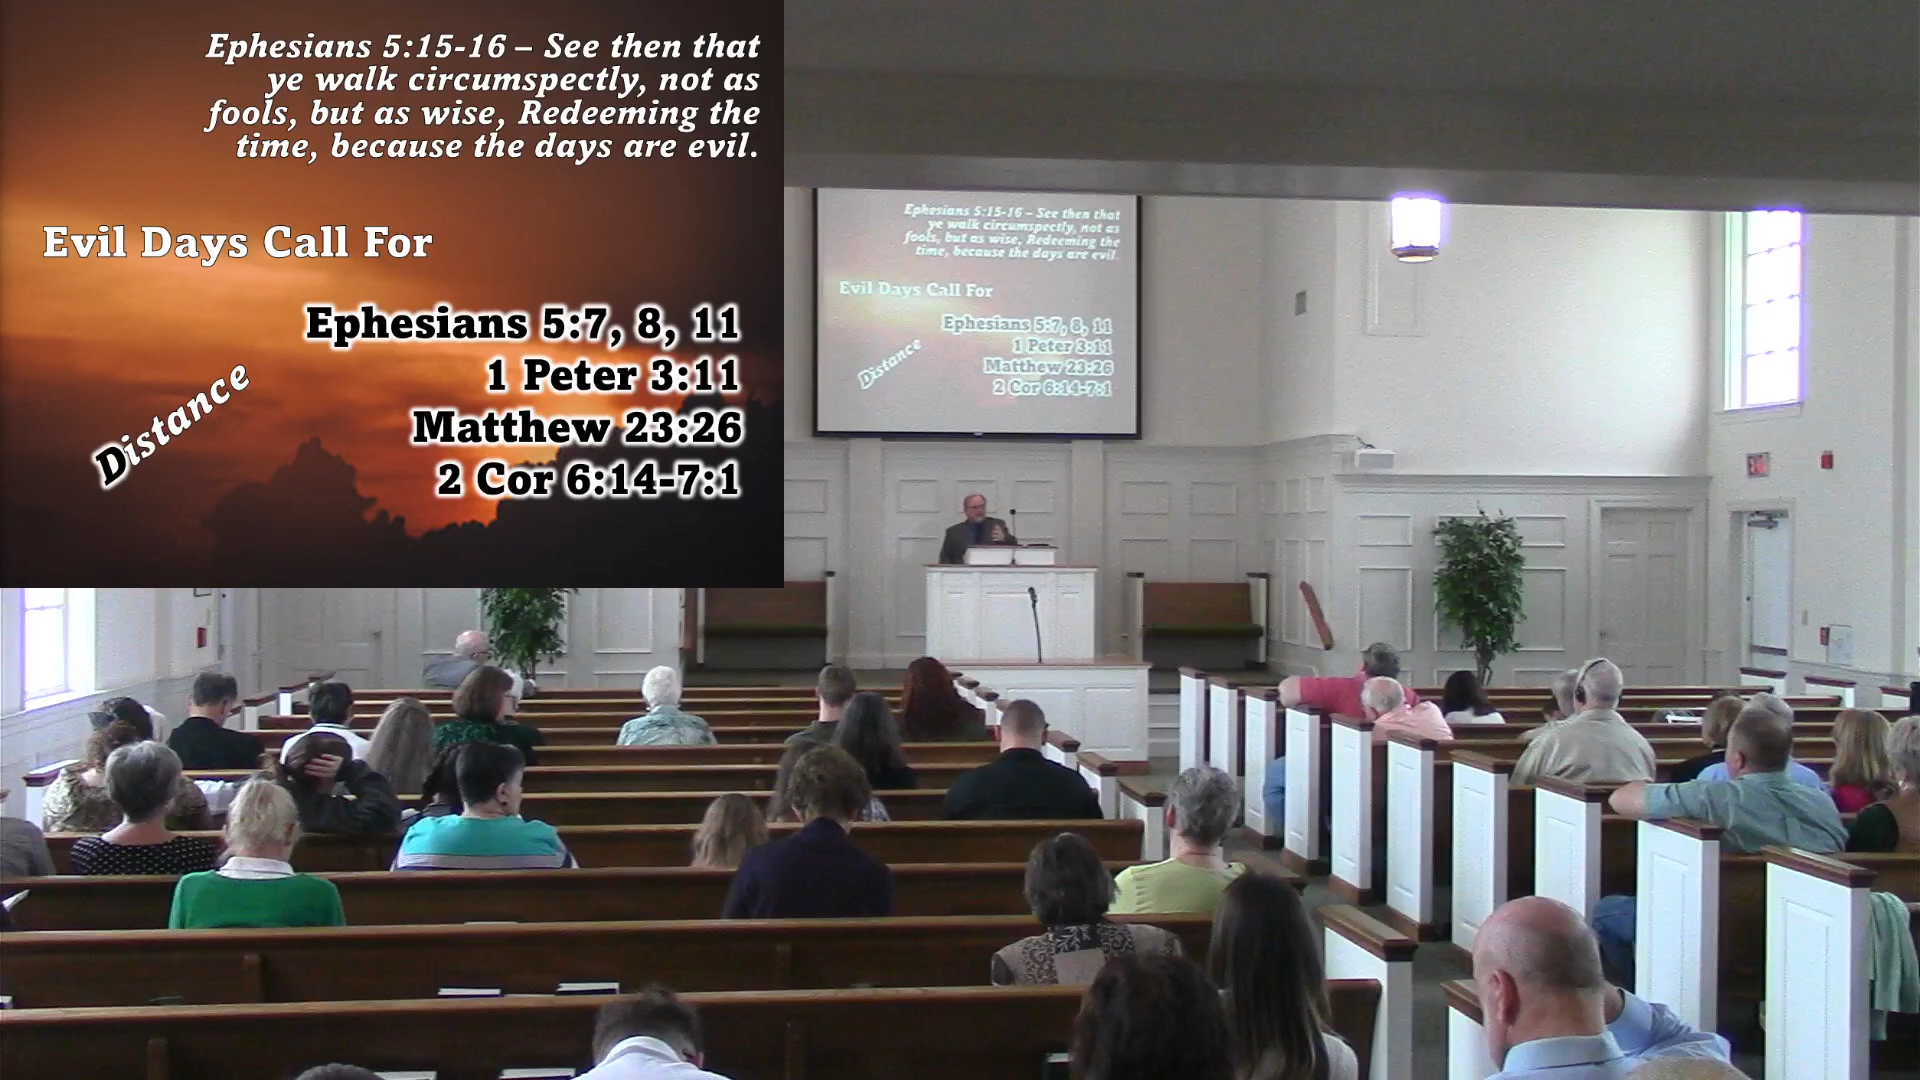 Ephesians 5:15-16 – See then that
ye walk circumspectly, not as
fools, but as wise, Redeeming the
time, because the days are evil.
Evil Days Call For
Ephesians 5:7, 8, 11
1 Peter 3:11
Matthew 23:26
2 Cor 6:14-7:1
Distance
Ephesians 5:15-16 – See then that
ye walk circumspectly, not as
fools, but as wise, Redeeming the
time, because the days are evil.
Evil Days Call For
Ephesians 5:7, 8, 11
1 Peter 3:11
Matthew 23:26
2 Cor 6:14-7:1
Distance